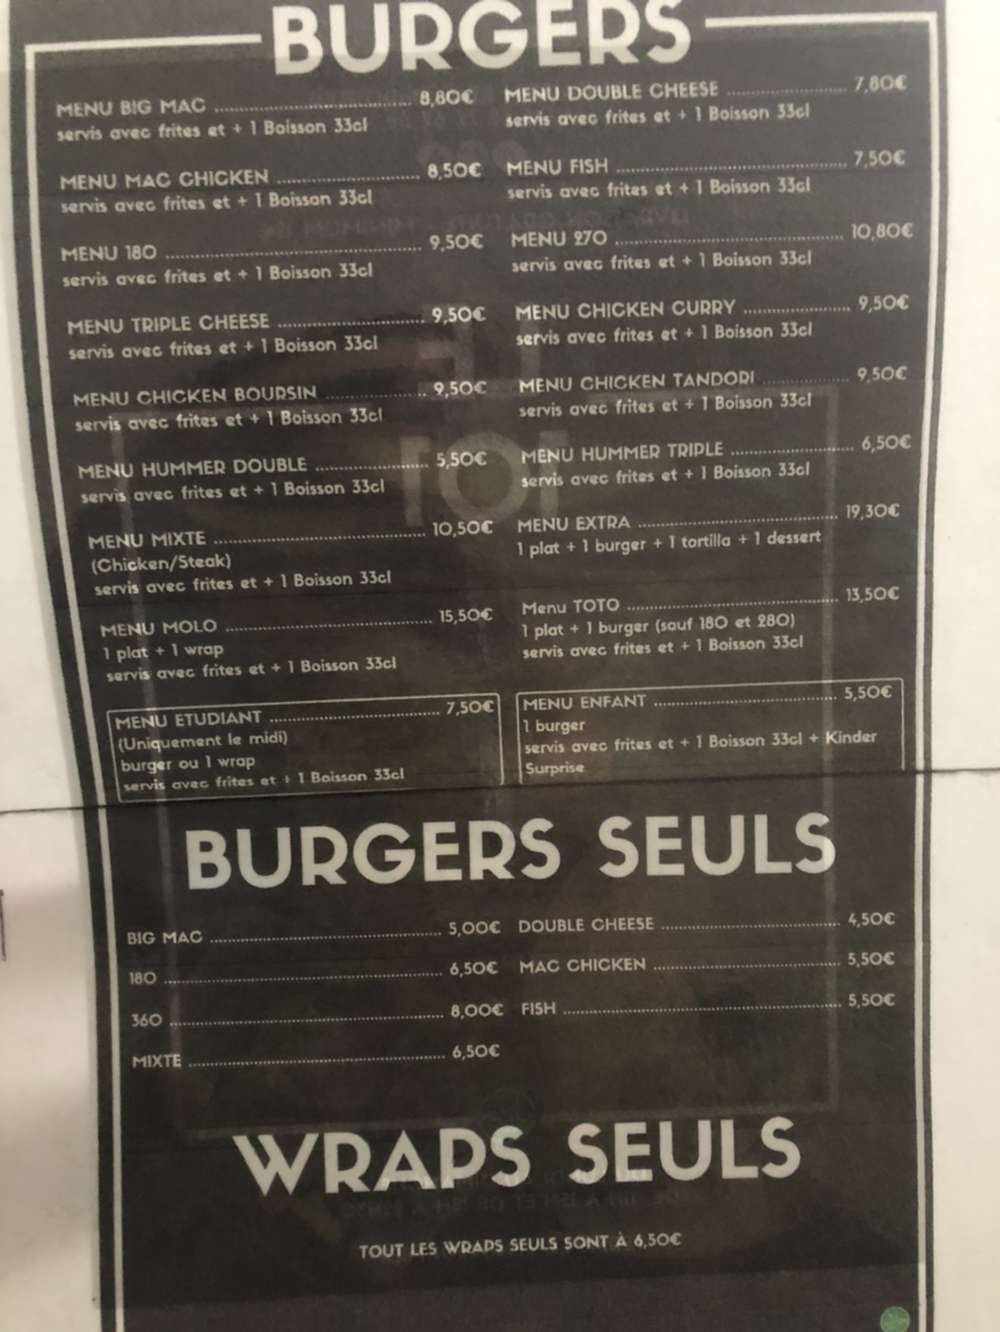 BURGERS
MENU BIG MAC ........ 8,80€
servis avec frites et + 1 Boisson 33cl
MENU MAC CHICKEN ........ 8,50€
servis avec frites et + 1 Boisson 33cl
MENU 180 ........ 9,50€
servis avec frites et + 1 Boisson 33cl
MENU TRIPLE CHEESE ........ 9,50€
servis avec frites et + 1 Boisson 33cl
MENU CHICKEN BOURSIN ........ 9,50€
servis avec frites et + 1 Boisson 33cl
MENU HUMMER DOUBLE ........ 5,50€
servis avec frites et + 1 Boisson 33cl
MENU MIXTE ........ 10,50€
(Chicken/Steak)
servis avec frites et + 1 Boisson 33cl
MENU MOLO ........ 15,50€
1 plat + 1 wrap
servis avec frites et + 1 Boisson 33cl
MENU ETUDIANT ........ 7,50€
(Uniquement le midi)
burger ou 1 wrap
servis avec frites et + 1 Boisson 33cl
MENU DOUBLE CHEESE ........ 7,80€
servis avec frites et + 1 Boisson 33cl
MENU FISH ........ 7,50€
servis avec frites et + 1 Boisson 33cl
MENU 270 ........ 10,80€
servis avec frites et + 1 Boisson 33cl
MENU CHICKEN CURRY ........ 9,50€
servis avec frites et + 1 Boisson 33cl
MENU CHICKEN TANDORI ........ 9,50€
servis avec frites et + 1 Boisson 33cl
MENU HUMMER TRIPLE ........ 6,50€
servis avec frites et + 1 Boisson 33cl
MENU EXTRA ........ 19,30€
1 plat + 1 burger + 1 tortilla + 1 dessert
Menu TOTO ........ 13,50€
1 plat + 1 burger (sauf 180 et 280)
servis avec frites et + 1 Boisson 33cl
MENU ENFANT ........ 5,50€
1 burger
servis avec frites et + 1 Boisson 33cl + Kinder
Surprise
BURGERS SEULS
BIG MAC ........ 5,00€
180 ........ 6,50€
360 ........ 8,00€
MIXTE ........ 6,50€
DOUBLE CHEESE ........ 4,50€
MAC CHICKEN ........ 5,50€
FISH ........ 5,50€
WRAPS SEULS
TOUT LES WRAPS SEULS SONT À 6,50€